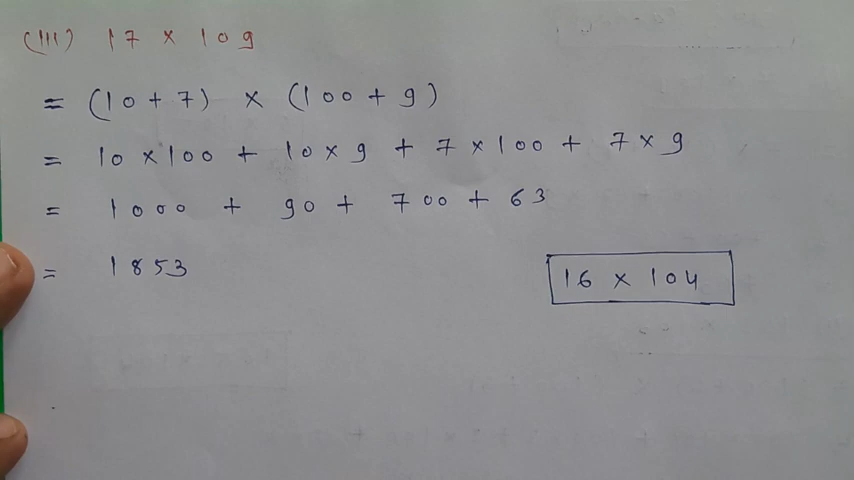 (III) 17 × 109
= (10 + 7) × (100 + 9)
= 10 × 100 + 10 × 9 + 7 × 100 + 7 × 9
= 1000 + 90 + 700 + 63
= 1853
16 × 104